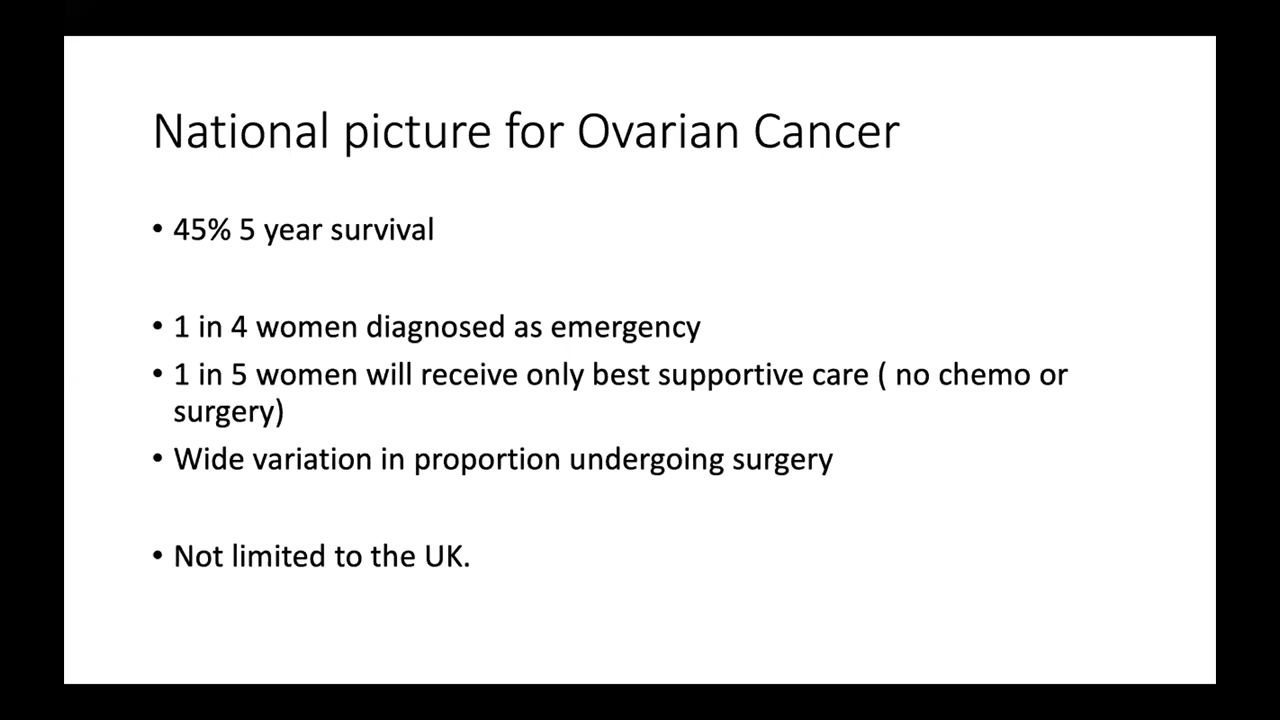 National picture for Ovarian Cancer
• 45% 5 year survival
• 1 in 4 women diagnosed as emergency
• 1 in 5 women will receive only best supportive care ( no chemo or
surgery)
• Wide variation in proportion undergoing surgery
• Not limited to the UK.